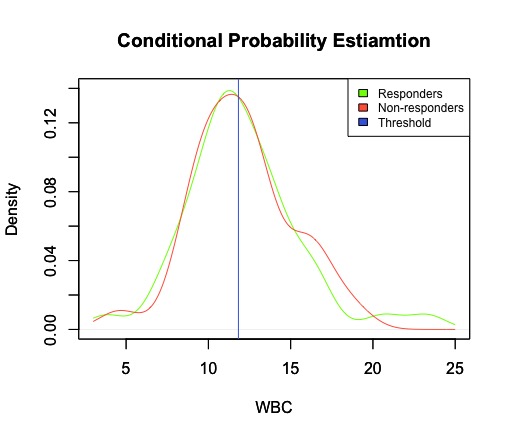 Conditional Probability Estiamtion
Responders
Non-responders
Threshold
Density
0.12
0.08
0.04
0.00
5 10 15 20 25
WBC